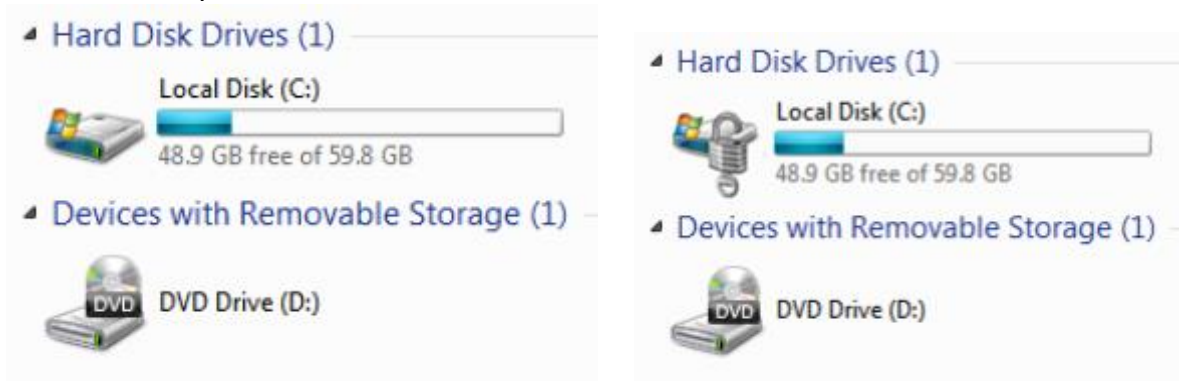 Hard Disk Drives (1)
Local Disk (C:)
48.9 GB free of 59.8 GB
Devices with Removable Storage (1)
DVD
DVD Drive (D:)
Hard Disk Drives (1)
Local Disk (C:)
48.9 GB free of 59.8 GB
Devices with Removable Storage (1)
DVD
DVD Drive (D:)